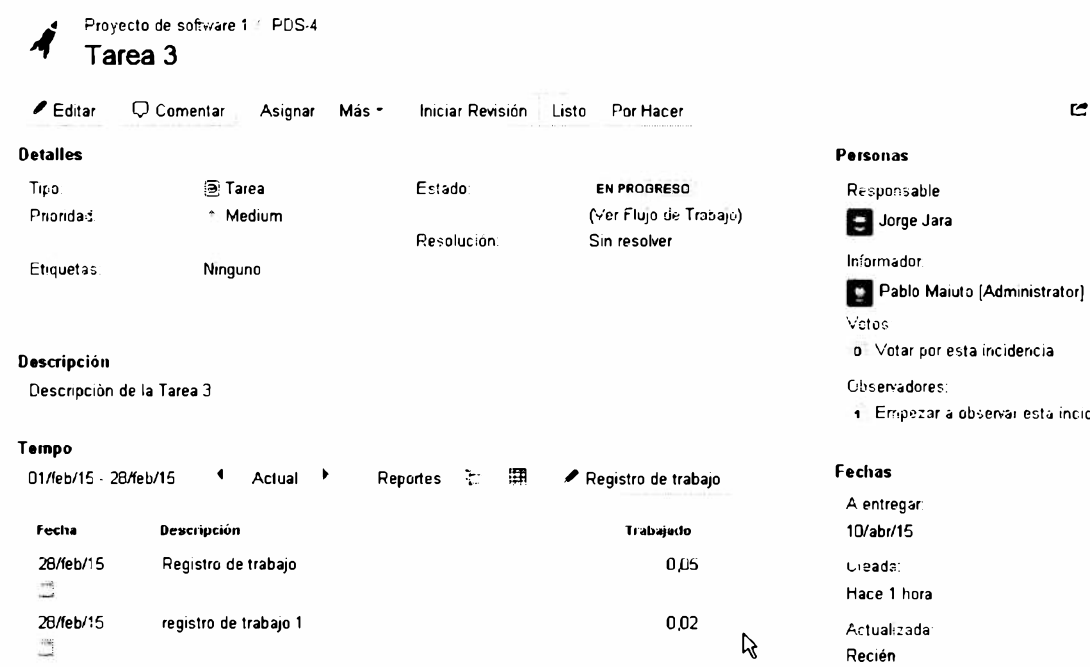 Proyecto de software 1 / PDS-4
Tarea 3
Editar Comentar Asignar Más Iniciar Revisión Listo Por Hacer
Detalles
Tipo: Tarea
Prioridad: Medium
Etiquetas: Ninguno
Estado: EN PROGRESO
(Ver Flujo de Trabajo)
Resolución: Sin resolver
Descripción
Descripción de la Tarea 3
Tempo
01/feb/15 - 28/feb/15 Actual Reportes Registro de trabajo
Fecha Descripción Trabajado
28/feb/15 Registro de trabajo 0,05
28/feb/15 registro de trabajo 1 0,02
Personas
Responsable
Jorge Jara
Informador:
Pablo Maiuto [Administrator]
Votos
0 Votar por esta incidencia
Observadores:
1 Empezar a observar esta incid
Fechas
A entregar:
10/abr/15
Creada:
Hace 1 hora
Actualizada:
Recién